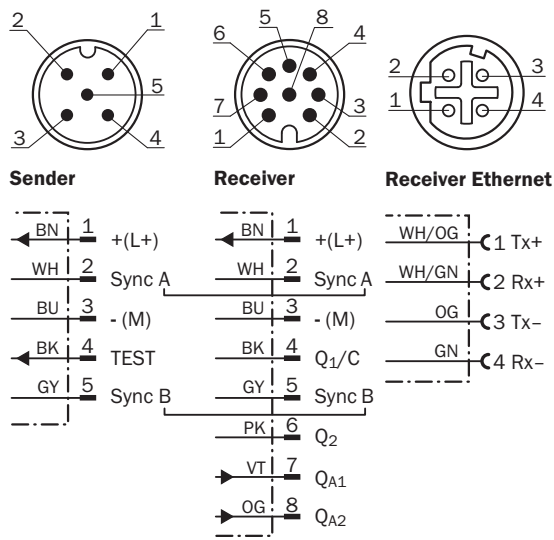 2 1 5 3 4
5 8 6 4 7 3 1 2
2 3 1 4
Sender
BN 1 +(L+)
WH 2 Sync A
BU 3 - (M)
BK 4 TEST
GY 5 Sync B
Receiver
BN 1 +(L+)
WH 2 Sync A
BU 3 - (M)
BK 4 Q1/C
GY 5 Sync B
PK 6 Q2
VT 7 QA1
OG 8 QA2
Receiver Ethernet
WH/OG 1 Tx+
WH/GN 2 Rx+
OG 3 Tx–
GN 4 Rx–